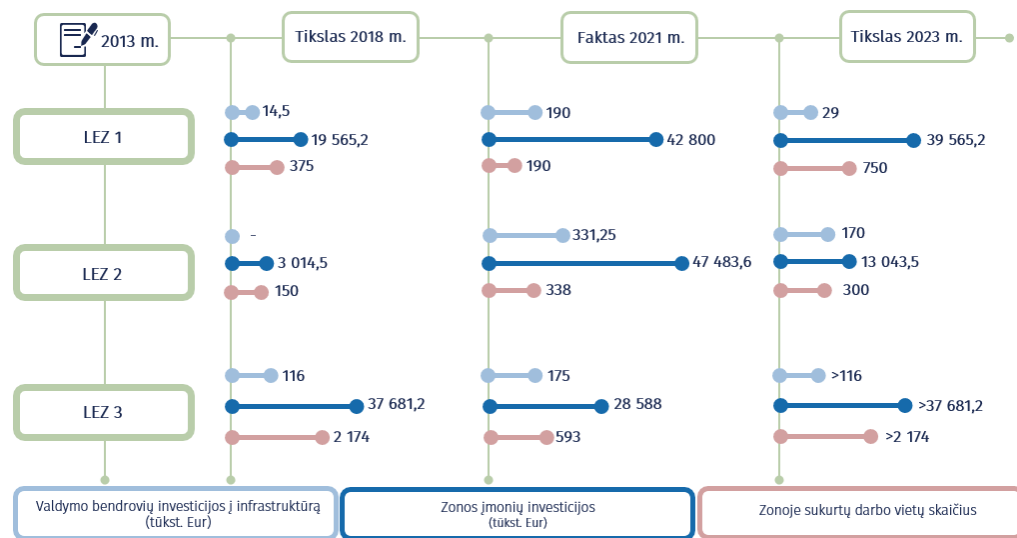 2013 m.
Tikslas 2018 m.
Faktas 2021 m.
Tikslas 2023 m.
LEZ 1
14,5
19 565,2
375
190
42 800
190
29
39 565,2
750
LEZ 2
-
3 014,5
150
331,25
47 483,6
338
170
13 043,5
300
LEZ 3
116
37 681,2
2 174
175
28 588
593
>116
>37 681,2
>2 174
Valdymo bendrovių investicijos į infrastruktūrą
(tūkst. Eur)
Zonos įmonių investicijos
(tūkst. Eur)
Zonoje sukurtų darbo vietų skaičius